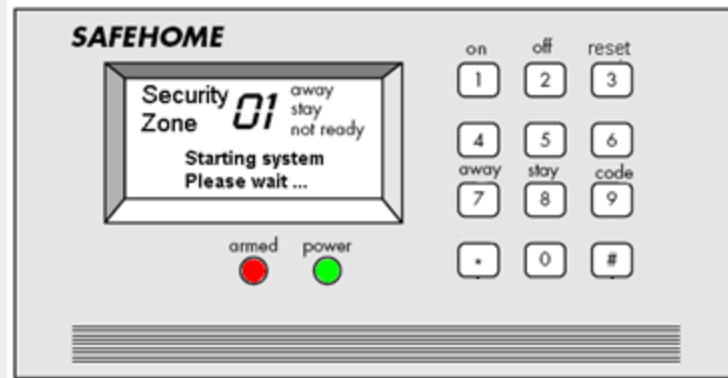 SAFEHOME
Security Zone 01
away
stay
not ready
Starting system
Please wait ...
armed power
on off reset
1 2 3
4 5 6
away stay code
7 8 9
* 0 #